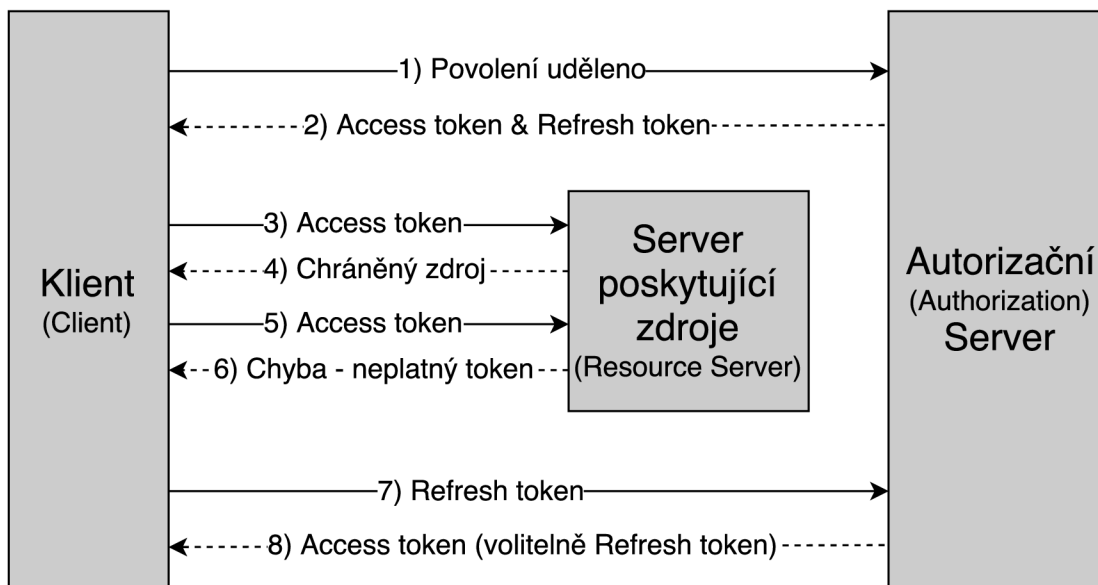 1) Povolení uděleno
2) Access token & Refresh token
3) Access token
4) Chráněný zdroj
5) Access token
6) Chyba - neplatný token
7) Refresh token
8) Access token (volitelně Refresh token)
Klient
(Client)
Server
poskytující
zdroje
(Resource Server)
Autorizační
(Authorization)
Server